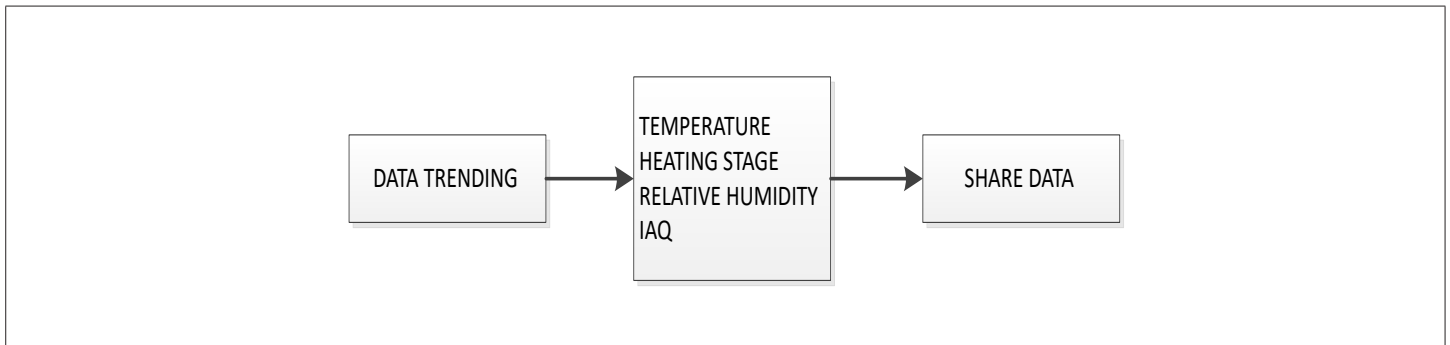 DATA TRENDING
TEMPERATURE
HEATING STAGE
RELATIVE HUMIDITY
IAQ
SHARE DATA